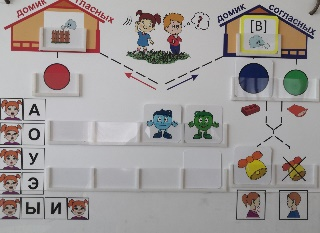 ДОМИК ГЛАСНЫХ
ДОМИК СОГЛАСНЫХ
[В]
?
А
О
У
Э
Ы И